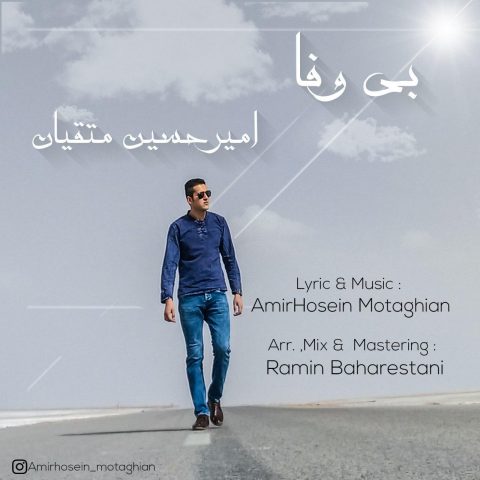 بی وفا
امیرحسین متقیان
Lyric & Music :
AmirHosein Motaghian
Arr. ,Mix & Mastering :
Ramin Baharestani
Amirhosein_motaghian